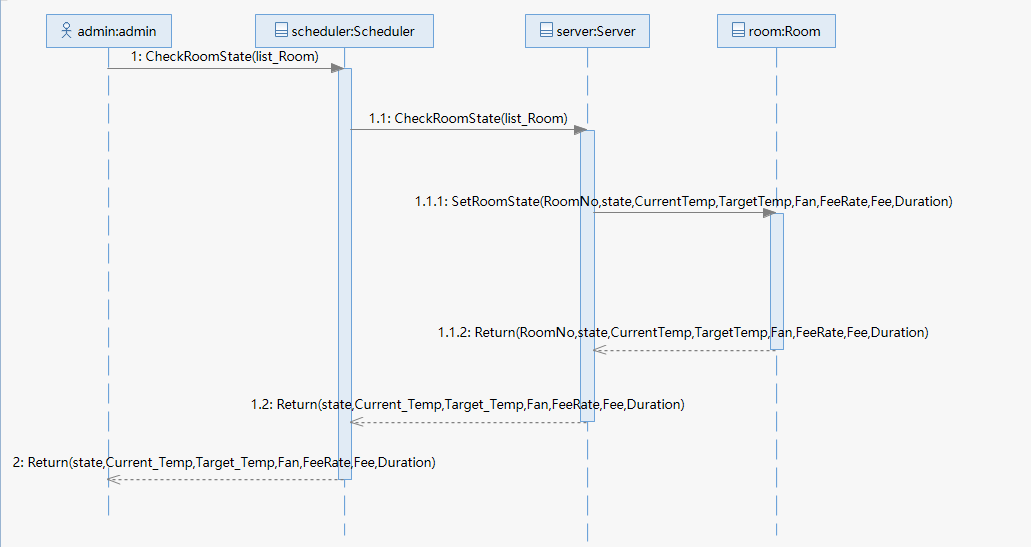 admin:admin
scheduler:Scheduler
server:Server
room:Room
1: CheckRoomState(list_Room)
1.1: CheckRoomState(list_Room)
1.1.1: SetRoomState(RoomNo,state,CurrentTemp,TargetTemp,Fan,FeeRate,Fee,Duration)
1.1.2: Return(RoomNo,state,CurrentTemp,TargetTemp,Fan,FeeRate,Fee,Duration)
1.2: Return(state,Current_Temp,Target_Temp,Fan,FeeRate,Fee,Duration)
2: Return(state,Current_Temp,Target_Temp,Fan,FeeRate,Fee,Duration)